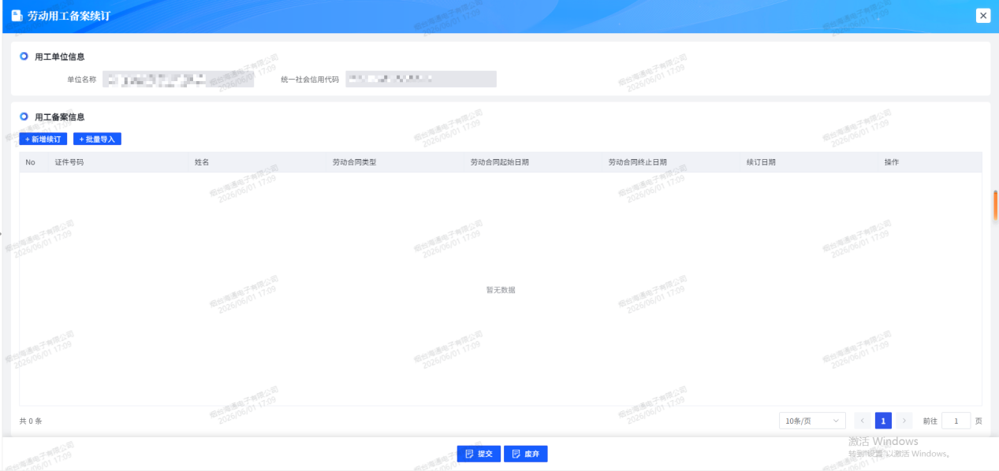 劳动用工备案续订
用工单位信息
单位名称
统一社会信用代码
用工备案信息
+ 新增续订 + 批量导入
No 证件号码 姓名 劳动合同类型 劳动合同起始日期 劳动合同终止日期 续订日期 操作
暂无数据
共 0 条
10条/页 1 前往 1 页
提交 废弃
激活 Windows
转到"设置"以激活 Windows。
烟台海通电子有限公司
2026/06/01 17:09